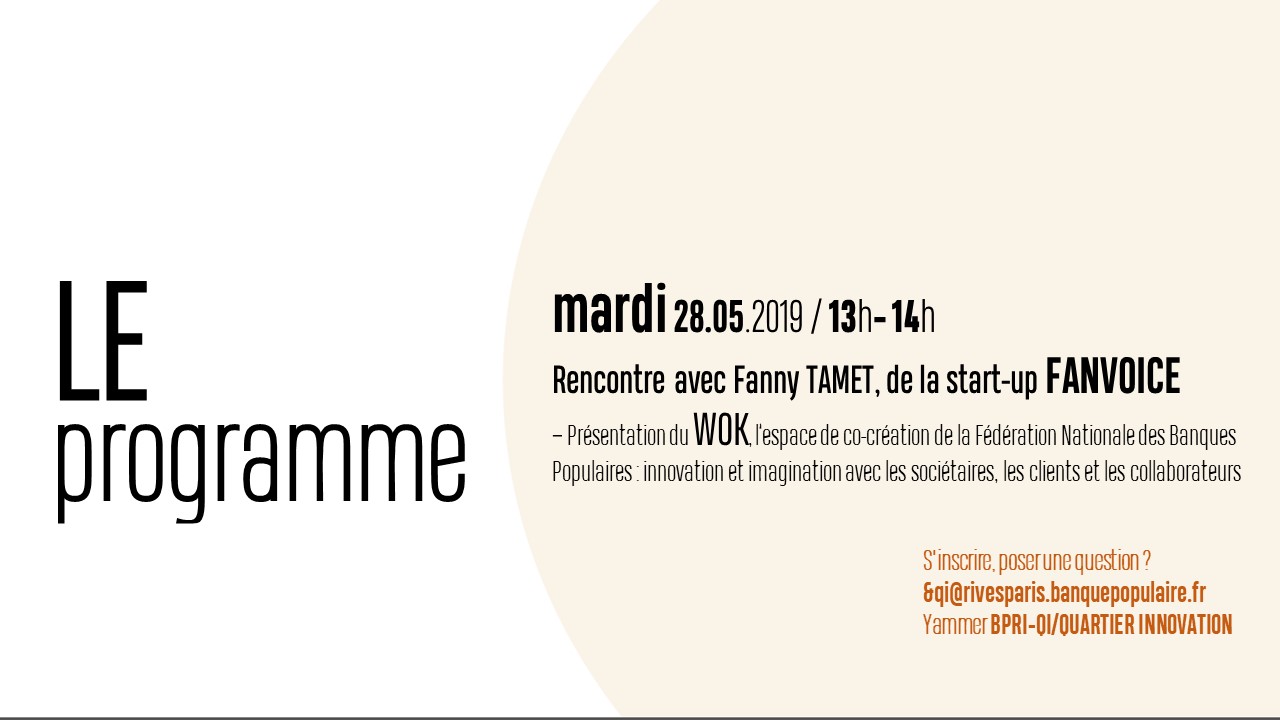 LE
programme
mardi 28.05.2019 / 13h-14h
Rencontre avec Fanny TAMET, de la start-up FANVOICE
– Présentation du WOK, l'espace de co-création de la Fédération Nationale des Banques
Populaires : innovation et imagination avec les sociétaires, les clients et les collaborateurs
S'inscrire, poser une question ?
&qi@rivesparis.banquepopulaire.fr
Yammer BPRI-QI/QUARTIER INNOVATION